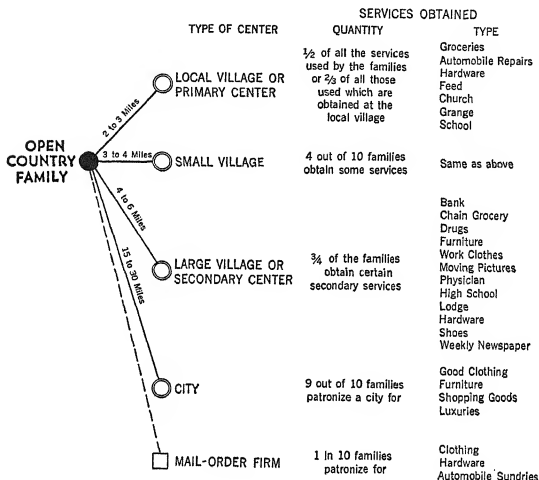 SERVICES OBTAINED
TYPE OF CENTER QUANTITY TYPE
OPEN
COUNTRY
FAMILY
2 to 3 Miles
LOCAL VILLAGE OR
PRIMARY CENTER
½ of all the services
used by the families
or ⅔ of all those
used which are
obtained at the
local village
Groceries
Automobile Repairs
Hardware
Feed
Church
Grange
School
3 to 4 Miles
SMALL VILLAGE
4 out of 10 families
obtain some services
Same as above
4 to 6 Miles
LARGE VILLAGE OR
SECONDARY CENTER
¾ of the families
obtain certain
secondary services
Bank
Chain Grocery
Drugs
Furniture
Work Clothes
Moving Pictures
Physician
High School
Lodge
Hardware
Shoes
Weekly Newspaper
15 to 30 Miles
CITY
9 out of 10 families
patronize a city for
Good Clothing
Furniture
Shopping Goods
Luxuries
MAIL-ORDER FIRM
1 in 10 families
patronize for
Clothing
Hardware
Automobile Sundries